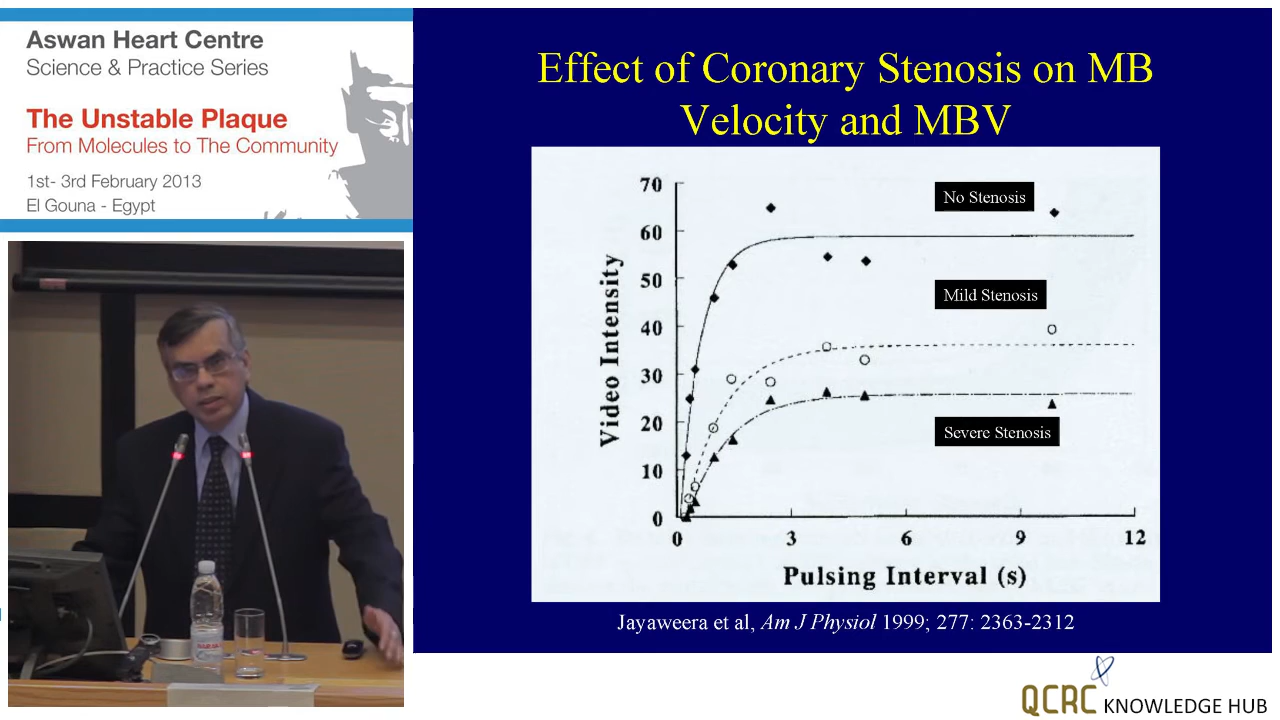 Aswan Heart Centre
Science & Practice Series
The Unstable Plaque
From Molecules to The Community
1st- 3rd February 2013
El Gouna - Egypt
Effect of Coronary Stenosis on MB
Velocity and MBV
70
60
50
40
30
20
10
0
Video Intensity
No Stenosis
Mild Stenosis
Severe Stenosis
0 3 6 9 12
Pulsing Interval (s)
Jayaweera et al, Am J Physiol 1999; 277: 2363-2312
QCRC KNOWLEDGE HUB